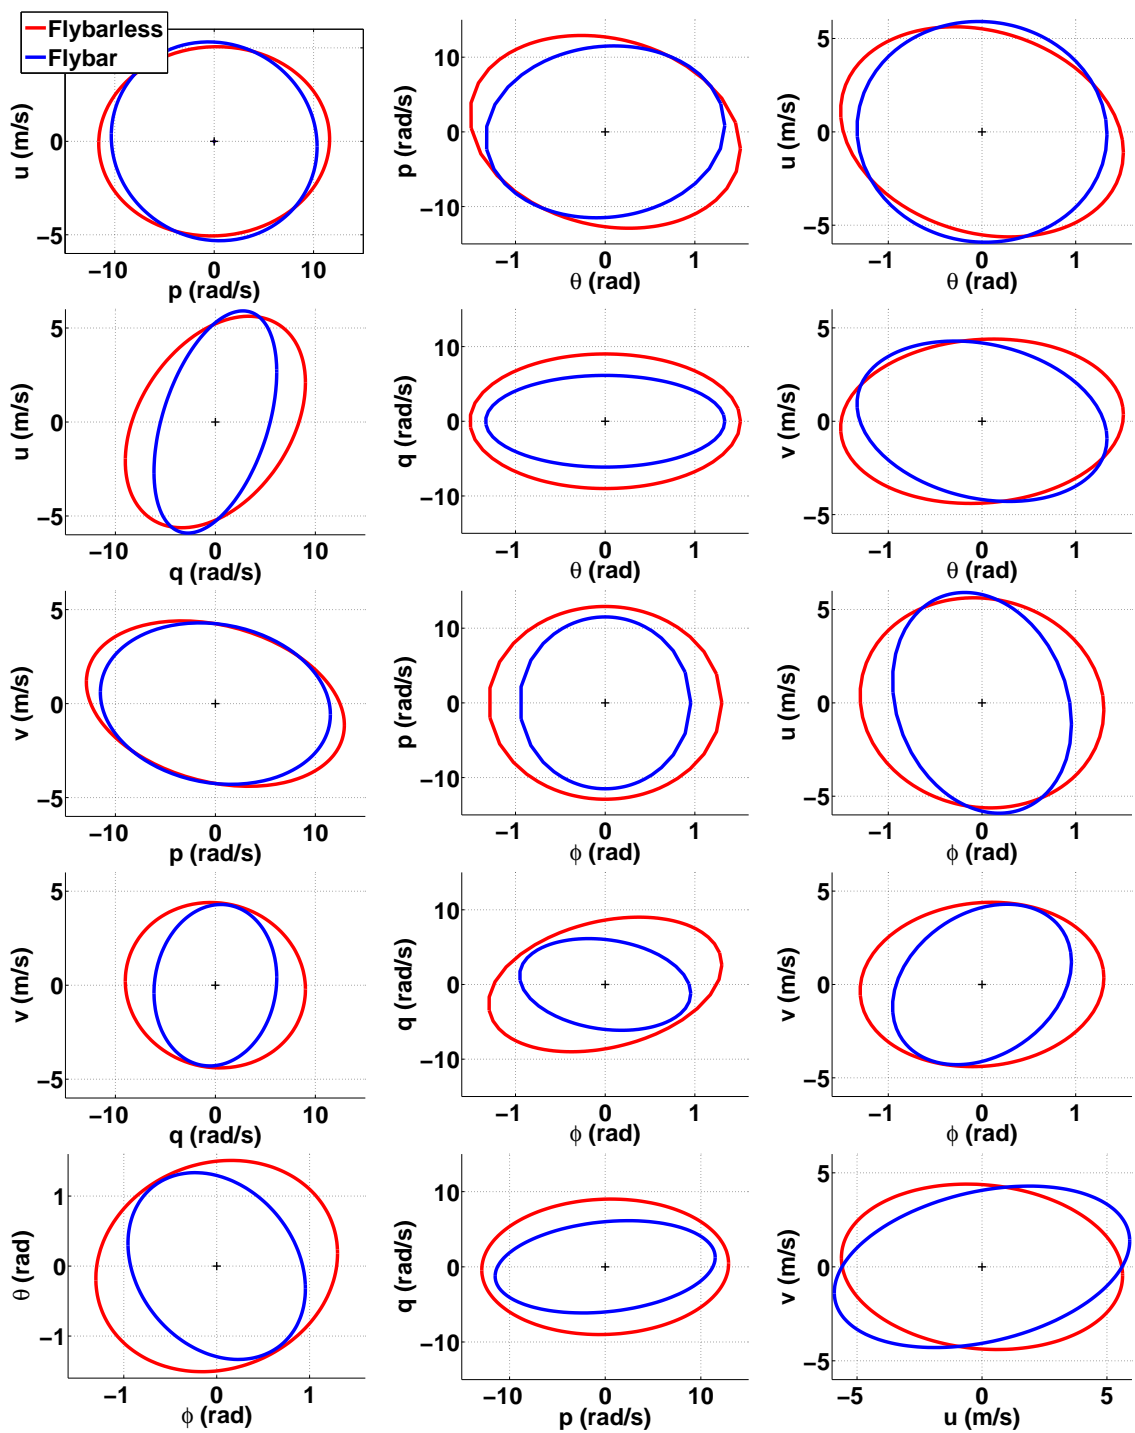 Flybarless
Flybar
u (m/s)
0
−5
−10 0 10
p (rad/s)
p (rad/s)
10
0
−10
−1 0 1
θ (rad)
u (m/s)
5
0
−5
−1 0 1
θ (rad)
u (m/s)
5
0
−5
−10 0 10
q (rad/s)
q (rad/s)
10
0
−10
−1 0 1
θ (rad)
v (m/s)
5
0
−5
−1 0 1
θ (rad)
v (m/s)
5
0
−5
−10 0 10
p (rad/s)
p (rad/s)
10
0
−10
−1 0 1
ϕ (rad)
u (m/s)
5
0
−5
−1 0 1
ϕ (rad)
v (m/s)
5
0
−5
−10 0 10
q (rad/s)
q (rad/s)
10
0
−10
−1 0 1
ϕ (rad)
v (m/s)
5
0
−5
−1 0 1
ϕ (rad)
θ (rad)
1
0
−1
−1 0 1
ϕ (rad)
q (rad/s)
10
0
−10
−10 0 10
p (rad/s)
v (m/s)
5
0
−5
−5 0 5
u (m/s)